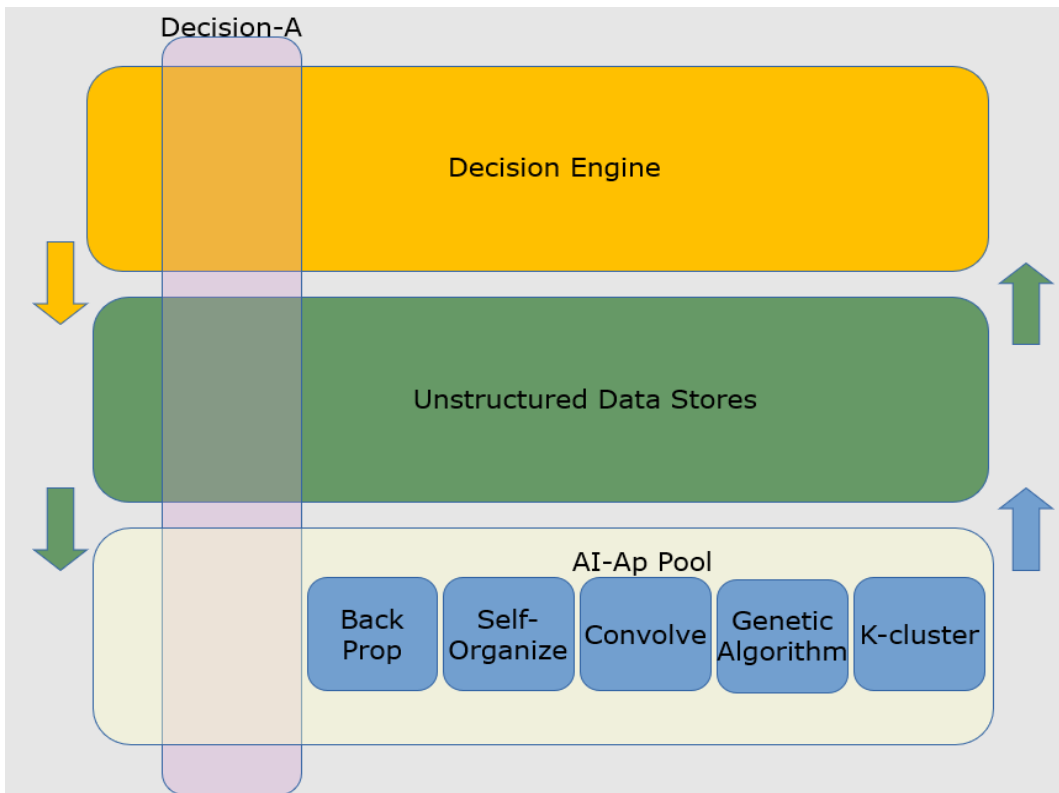 Decision-A
Decision Engine
Unstructured Data Stores
AI-Ap Pool
Back
Prop
Self-
Organize
Convolve
Genetic
Algorithm
K-cluster